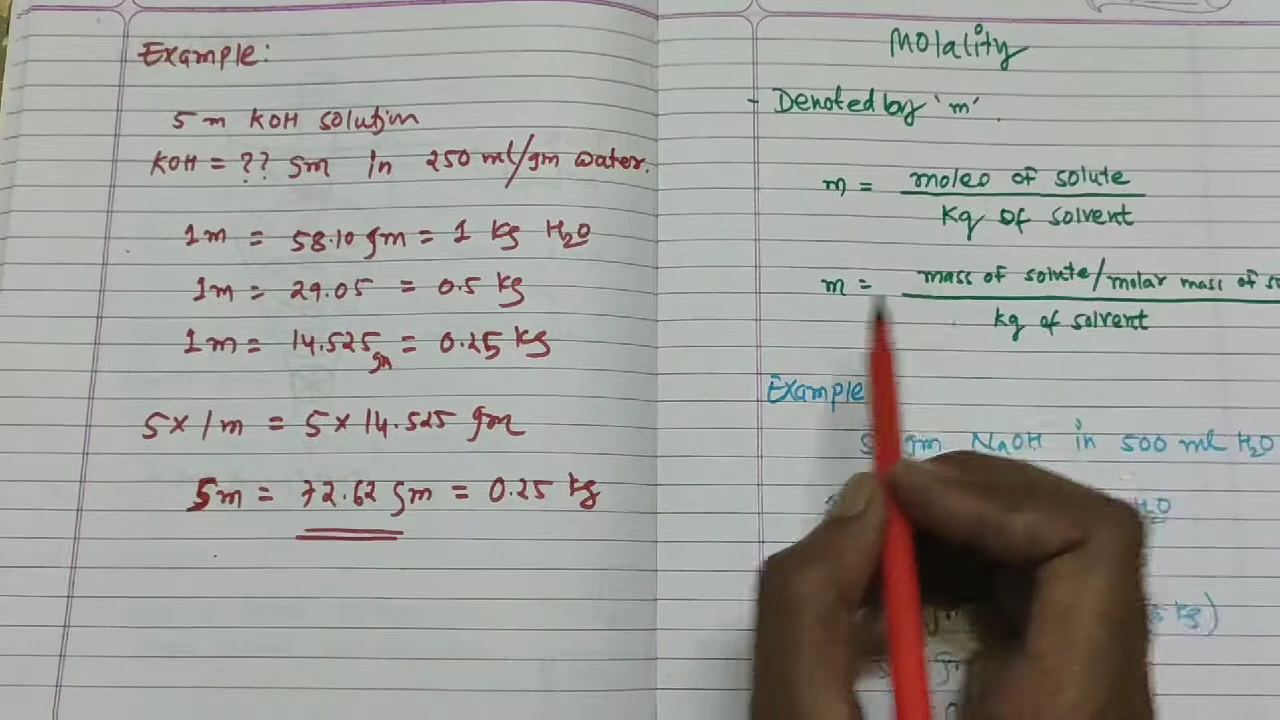 Example:
5 m KOH solution
KOH = ?? gm in 250 ml/gm water.
1m = 58.10 gm = 1 kg H2O
1m = 29.05 = 0.5 kg
1m = 14.525 gm = 0.25 kg
5 × 1m = 5 × 14.525 gm
5m = 72.62 gm = 0.25 kg
Molality
- Denoted by 'm'.
m = moles of solute
Kg of solvent
m = mass of solute/molar mass of
kg of solvent
Example
gm NaOH in 500 ml H2O
H2O
kg)